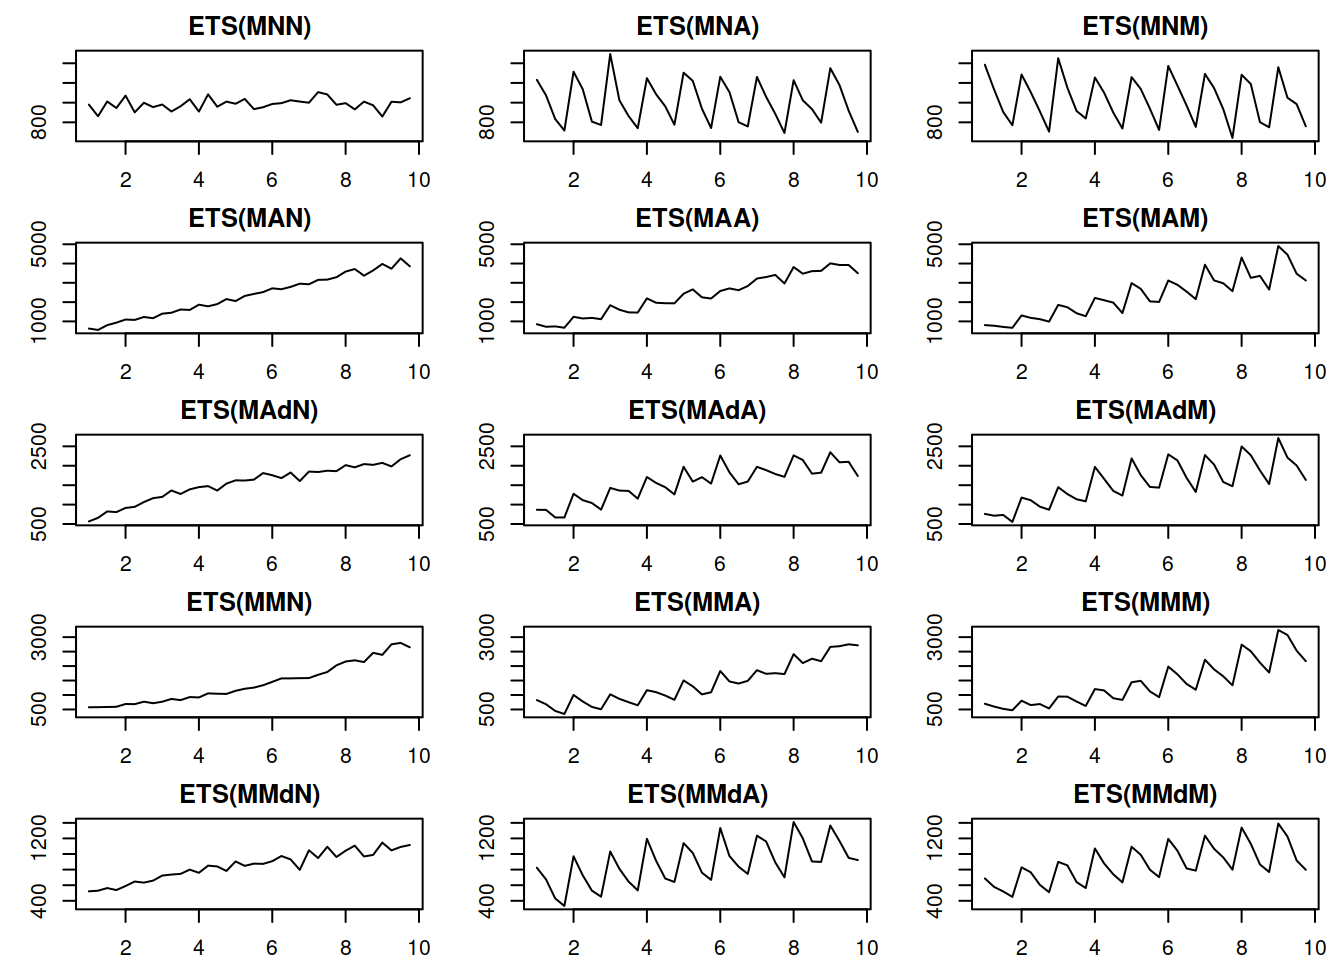 ETS(MNN) ETS(MNA) ETS(MNM)
800 800 800
2 4 6 8 10 2 4 6 8 10 2 4 6 8 10
ETS(MAN) ETS(MAA) ETS(MAM)
1000 5000 1000 5000 1000 5000
2 4 6 8 10 2 4 6 8 10 2 4 6 8 10
ETS(MAdN) ETS(MAdA) ETS(MAdM)
500 2500 500 2500 500 2500
2 4 6 8 10 2 4 6 8 10 2 4 6 8 10
ETS(MMN) ETS(MMA) ETS(MMM)
500 3000 500 3000 500 3000
2 4 6 8 10 2 4 6 8 10 2 4 6 8 10
ETS(MMdN) ETS(MMdA) ETS(MMdM)
400 1200 400 1200 400 1200
2 4 6 8 10 2 4 6 8 10 2 4 6 8 10